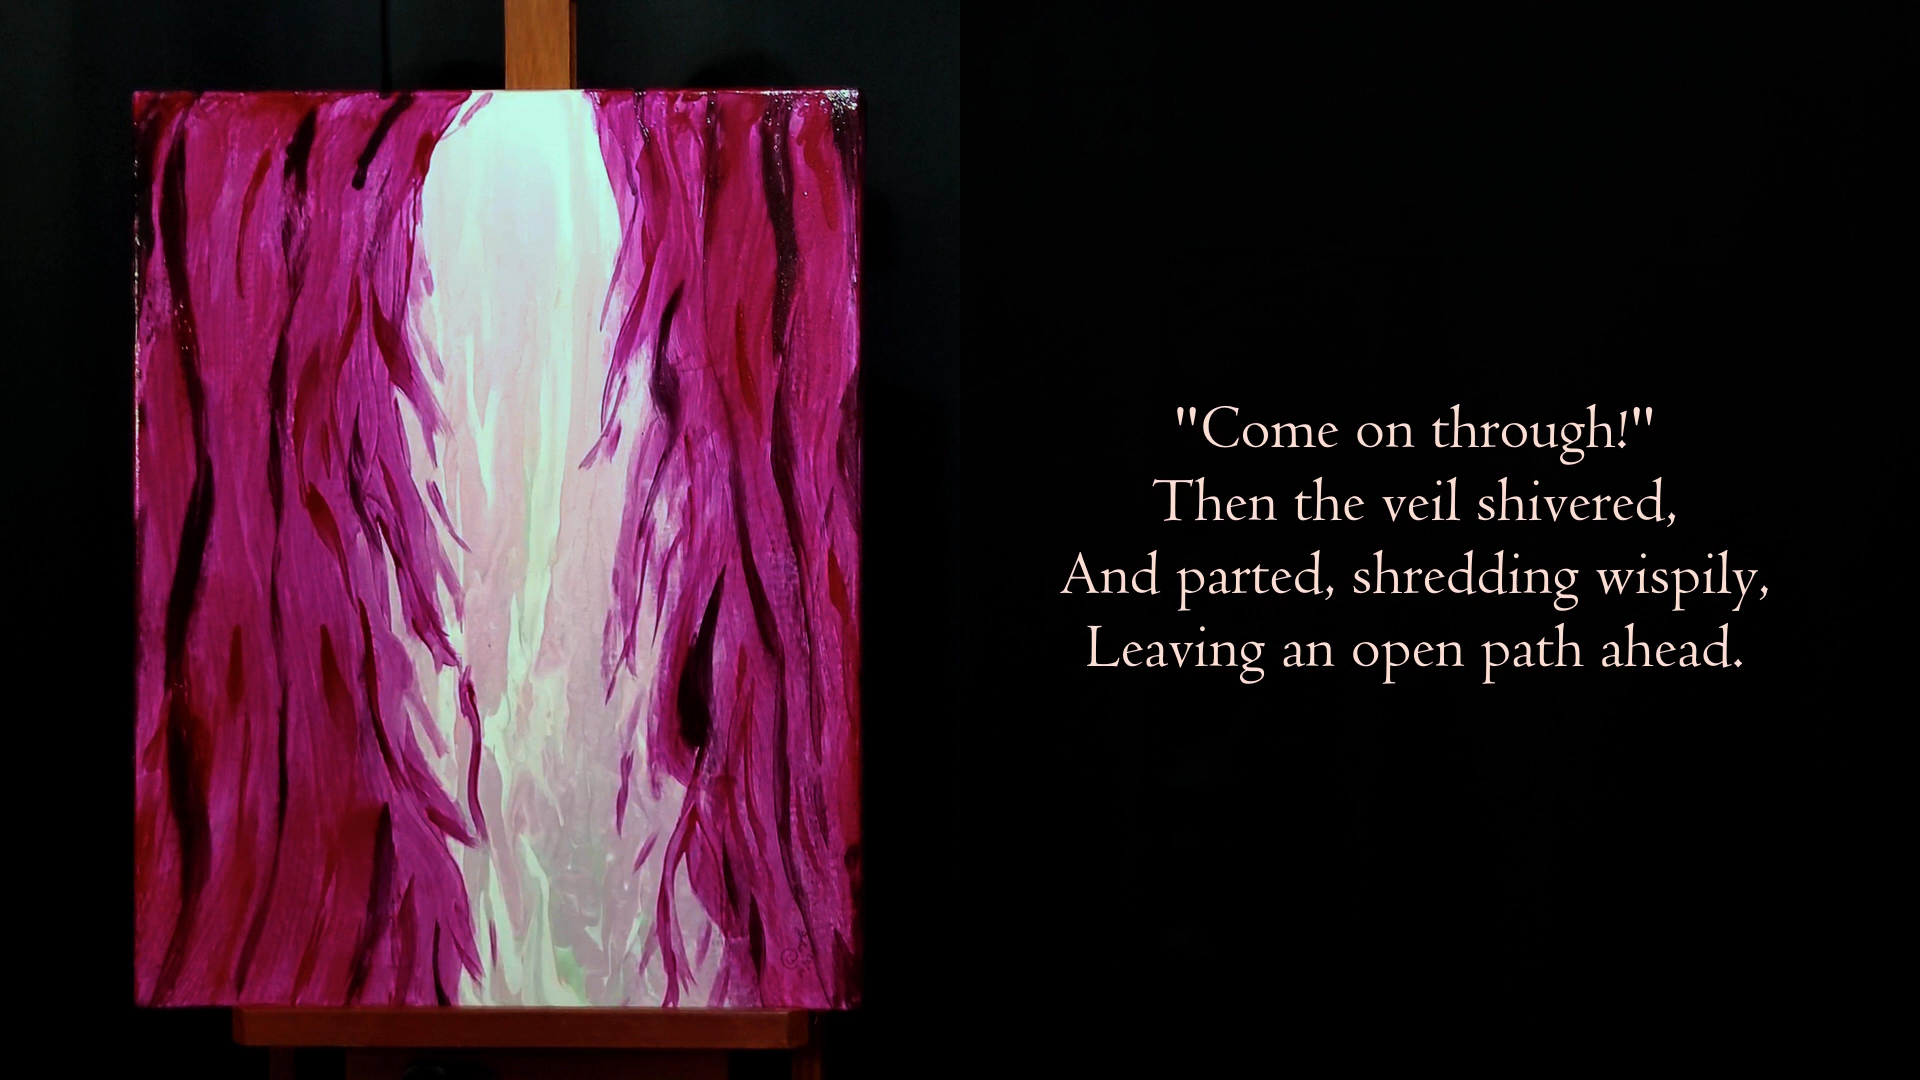 "Come on through!"
Then the veil shivered,
And parted, shredding wispily,
Leaving an open path ahead.